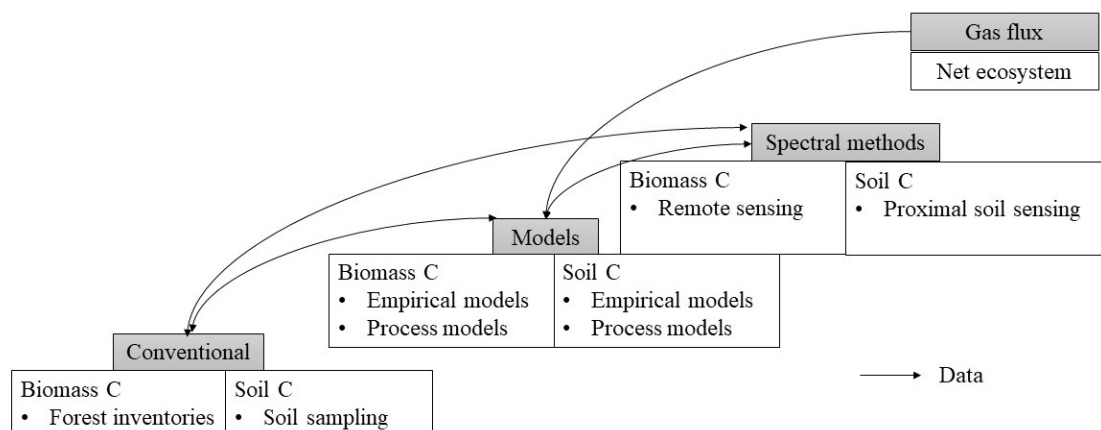 Gas flux
Net ecosystem
Spectral methods
Biomass C
• Remote sensing
Soil C
• Proximal soil sensing
Models
Biomass C
• Empirical models
• Process models
Soil C
• Empirical models
• Process models
Conventional
Biomass C
• Forest inventories
Soil C
• Soil sampling
Data